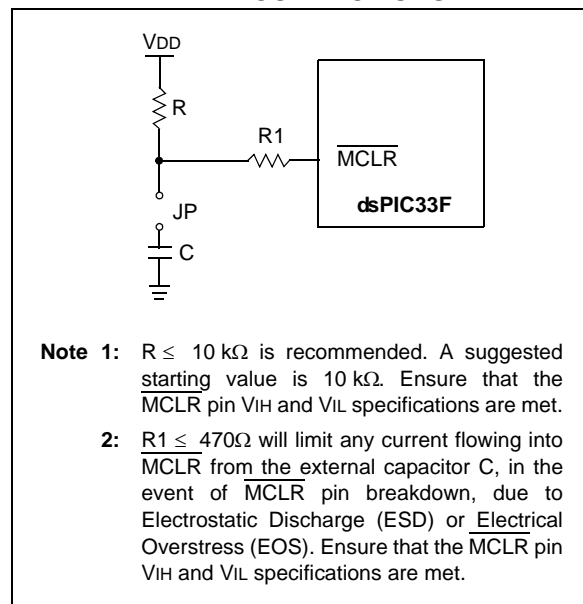 VDD
R
R1
MCLR
dsPIC33F
JP
C
Note 1: R ≤ 10 kΩ is recommended. A suggested
starting value is 10 kΩ. Ensure that the
MCLR pin VIH and VIL specifications are met.
2: R1 ≤ 470Ω will limit any current flowing into
MCLR from the external capacitor C, in the
event of MCLR pin breakdown, due to
Electrostatic Discharge (ESD) or Electrical
Overstress (EOS). Ensure that the MCLR pin
VIH and VIL specifications are met.